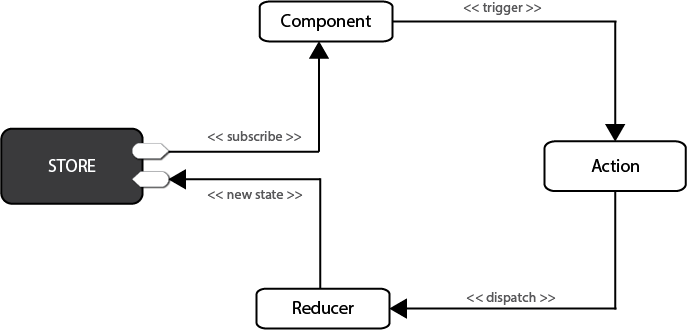 Component
<< trigger >>
<< subscribe >>
STORE
Action
<< new state >>
<< dispatch >>
Reducer